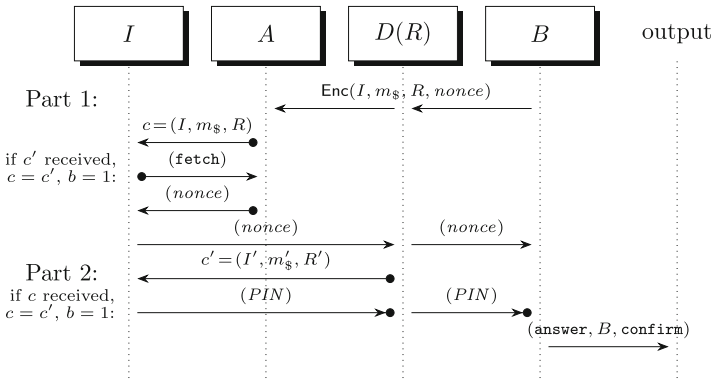 I A D(R) B output
Part 1:
Enc(I, m$, R, nonce)
c=(I, m$, R)
if c′ received,
c = c′, b = 1:
(fetch)
(nonce)
(nonce) (nonce)
Part 2:
c′ =(I′, m′$, R′)
if c received,
c = c′, b = 1:
(PIN) (PIN)
(answer, B, confirm)